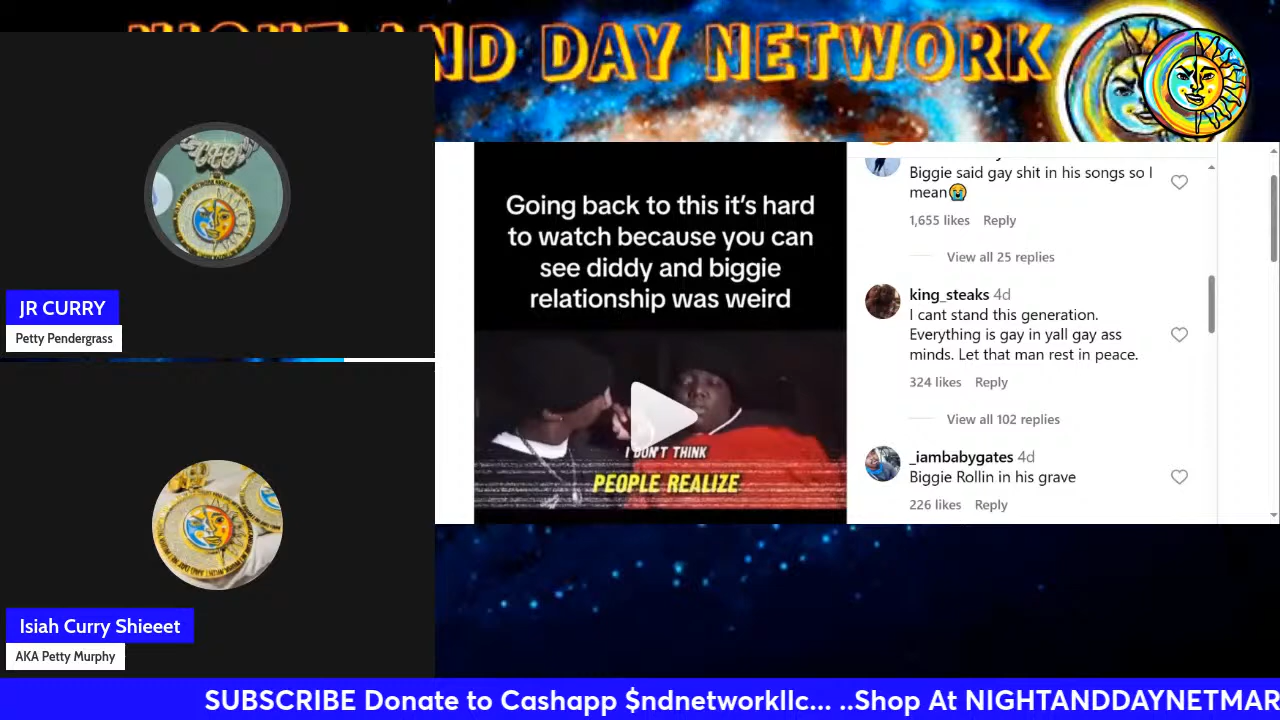 NIGHT AND DAY NETWORK
CEO
JR CURRY
Petty Pendergrass
Isiah Curry Shieeet
AKA Petty Murphy
Going back to this it’s hard
to watch because you can
see diddy and biggie
relationship was weird
I DON'T THINK
PEOPLE REALIZE
Biggie said gay shit in his songs so I
mean😭
1,655 likes Reply
View all 25 replies
king_steaks 4d
I cant stand this generation.
Everything is gay in yall gay ass
minds. Let that man rest in peace.
324 likes Reply
View all 102 replies
_iambabygates 4d
Biggie Rollin in his grave
226 likes Reply
SUBSCRIBE Donate to Cashapp $ndnetworkllc... ..Shop At NIGHTANDDAYNETMAR